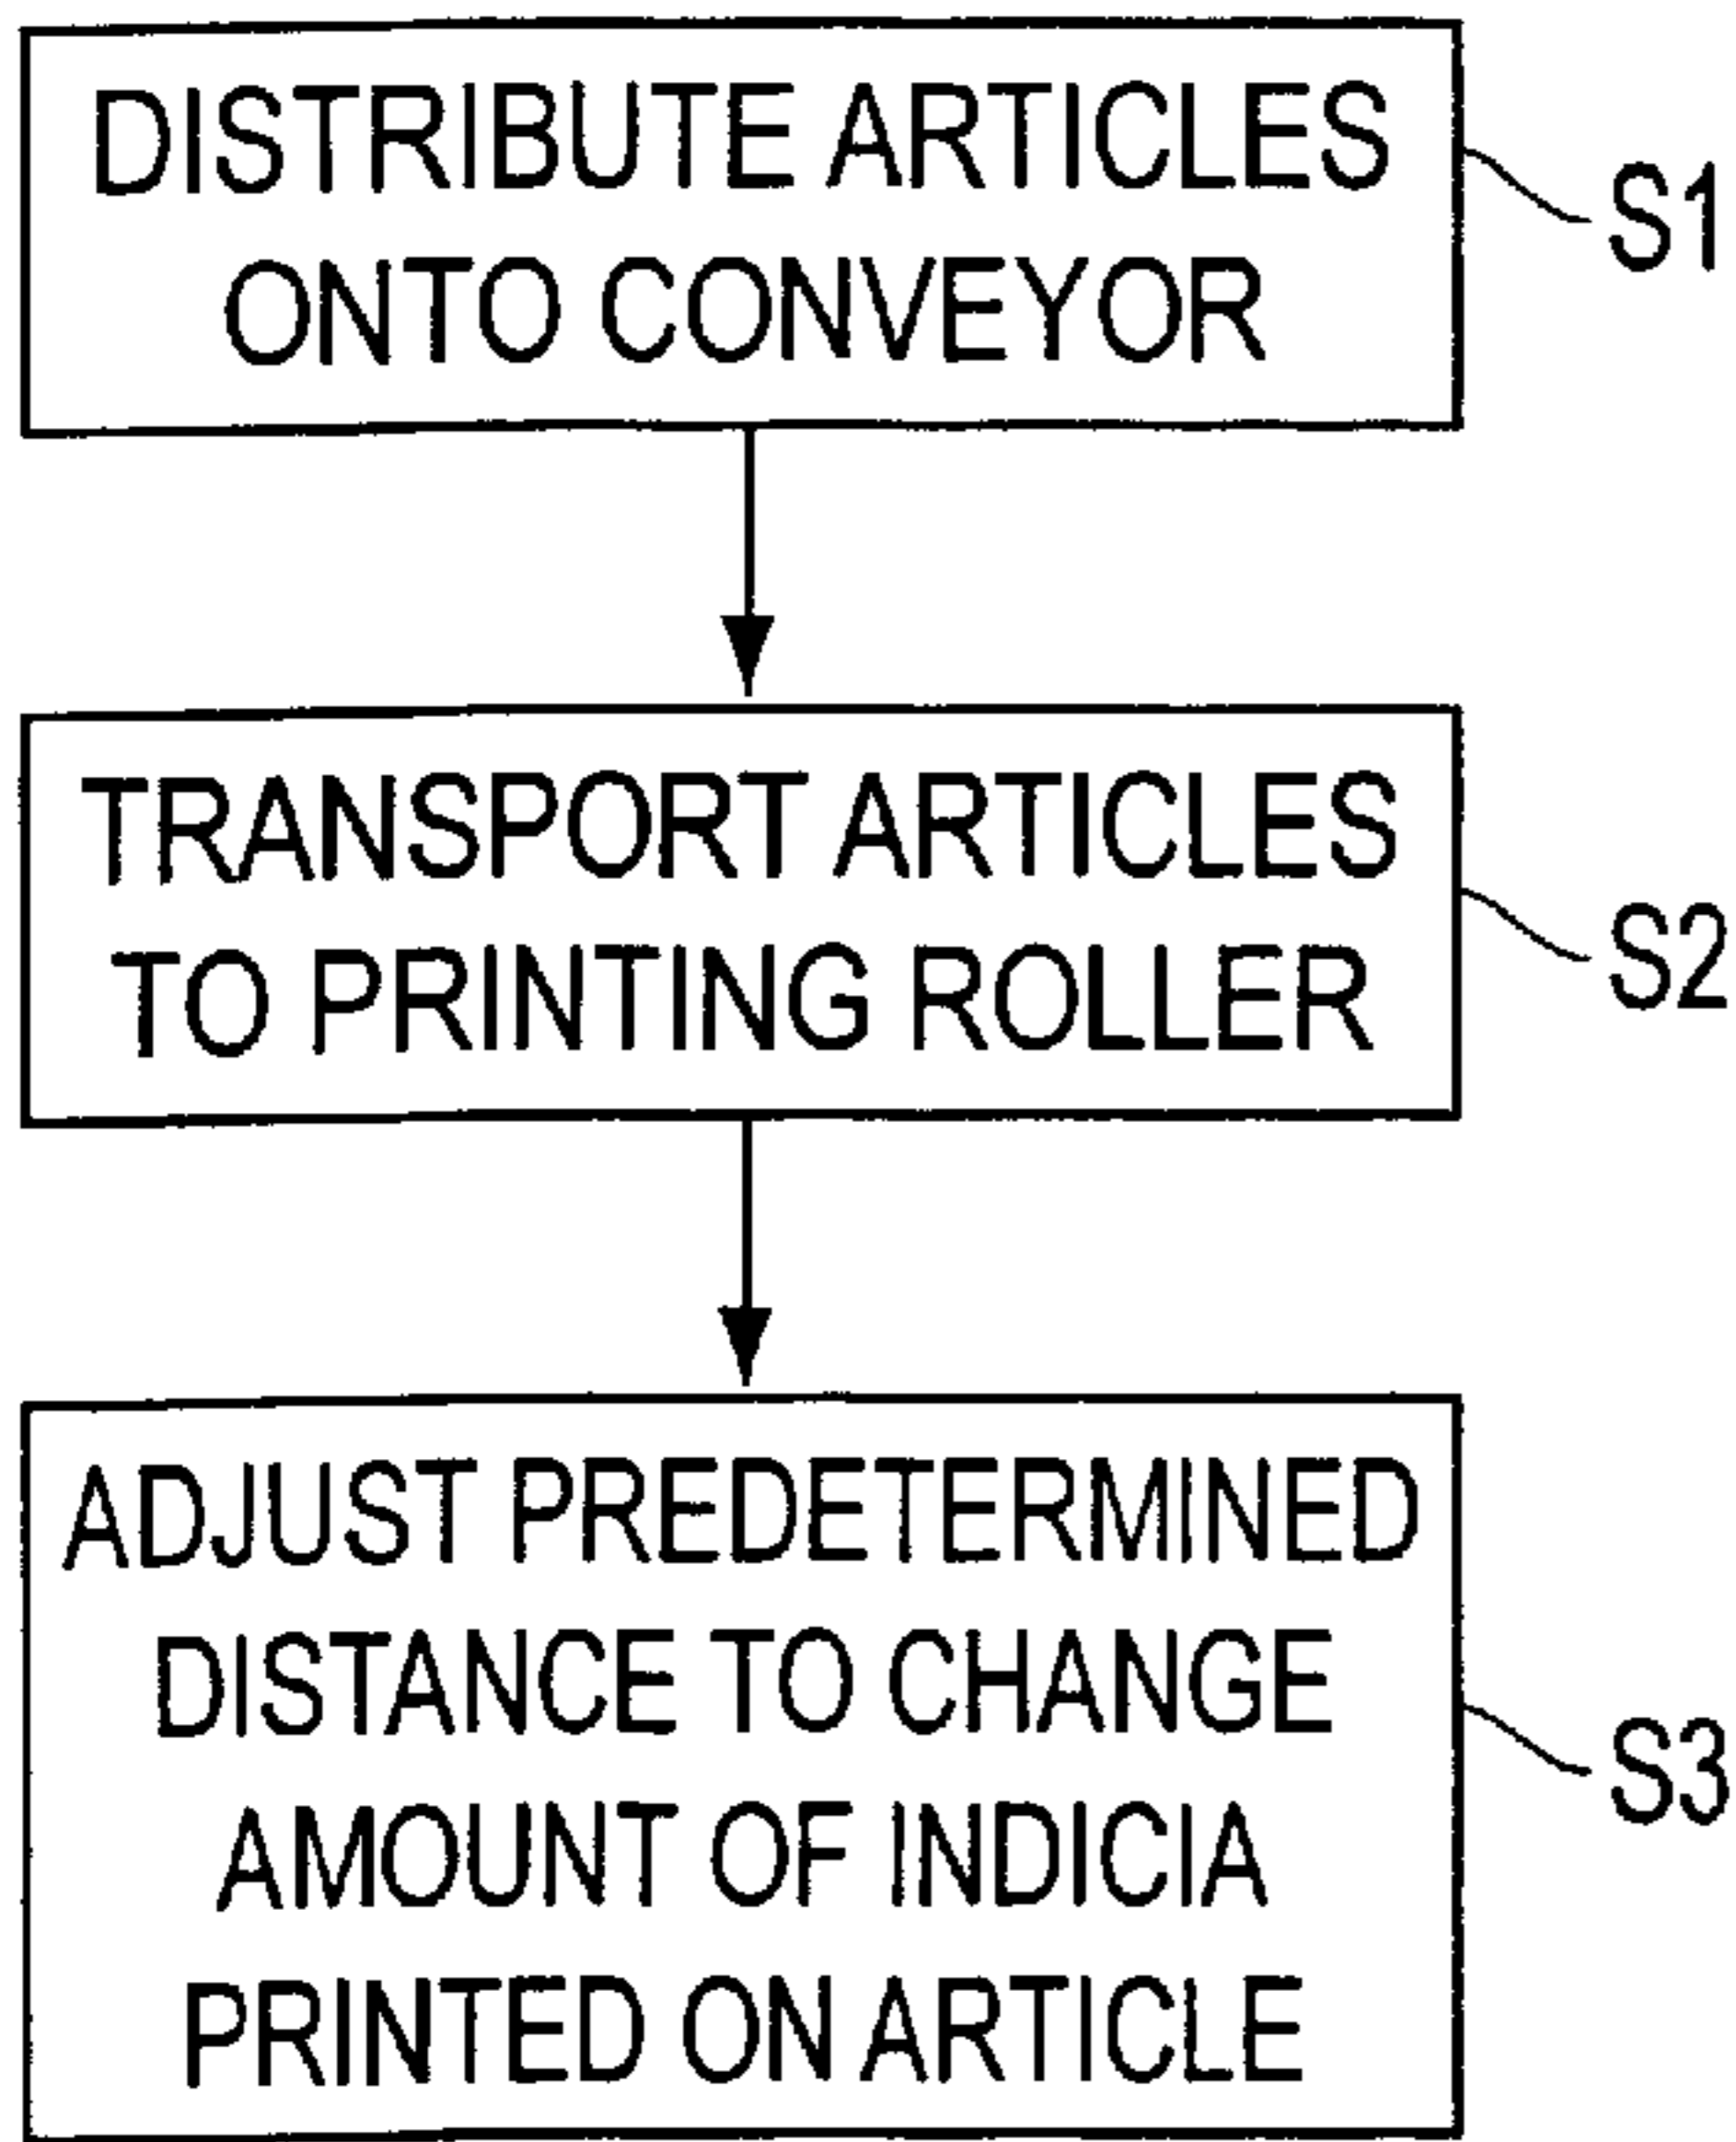 DISTRIBUTE ARTICLES
ONTO CONVEYOR
S1
TRANSPORT ARTICLES
TO PRINTING ROLLER
S2
ADJUST PREDETERMINED
DISTANCE TO CHANGE
AMOUNT OF INDICIA
PRINTED ON ARTICLE
S3